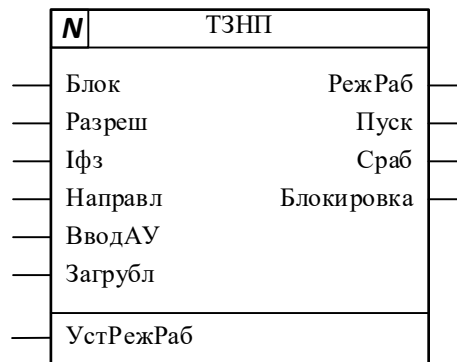 N ТЗНП
Блок РежРаб
Разреш Пуск
Iфз Сраб
Направл Блокировка
ВводАУ
Загрубл
УстРежРаб